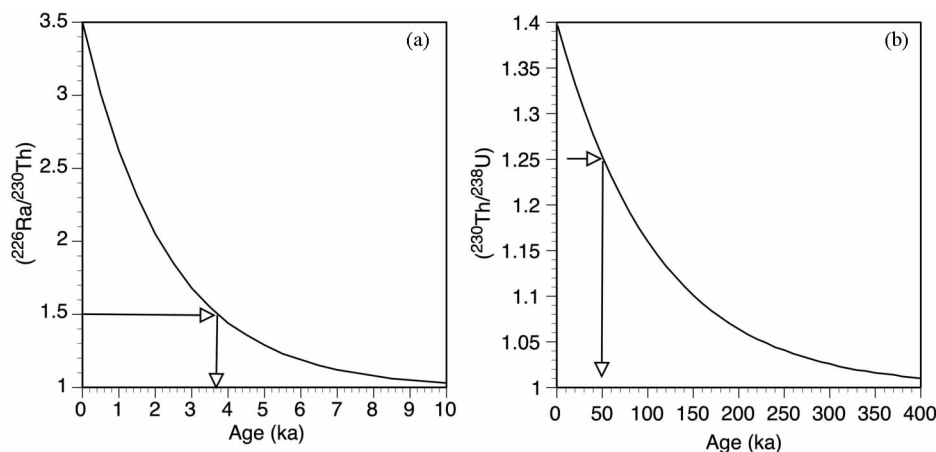 (a)
3.5
3
2.5
2
1.5
1
(²²⁶Ra/²³⁰Th)
0 1 2 3 4 5 6 7 8 9 10
Age (ka)
(b)
1.4
1.35
1.3
1.25
1.2
1.15
1.1
1.05
1
(²³⁰Th/²³⁸U)
0 50 100 150 200 250 300 350 400
Age (ka)